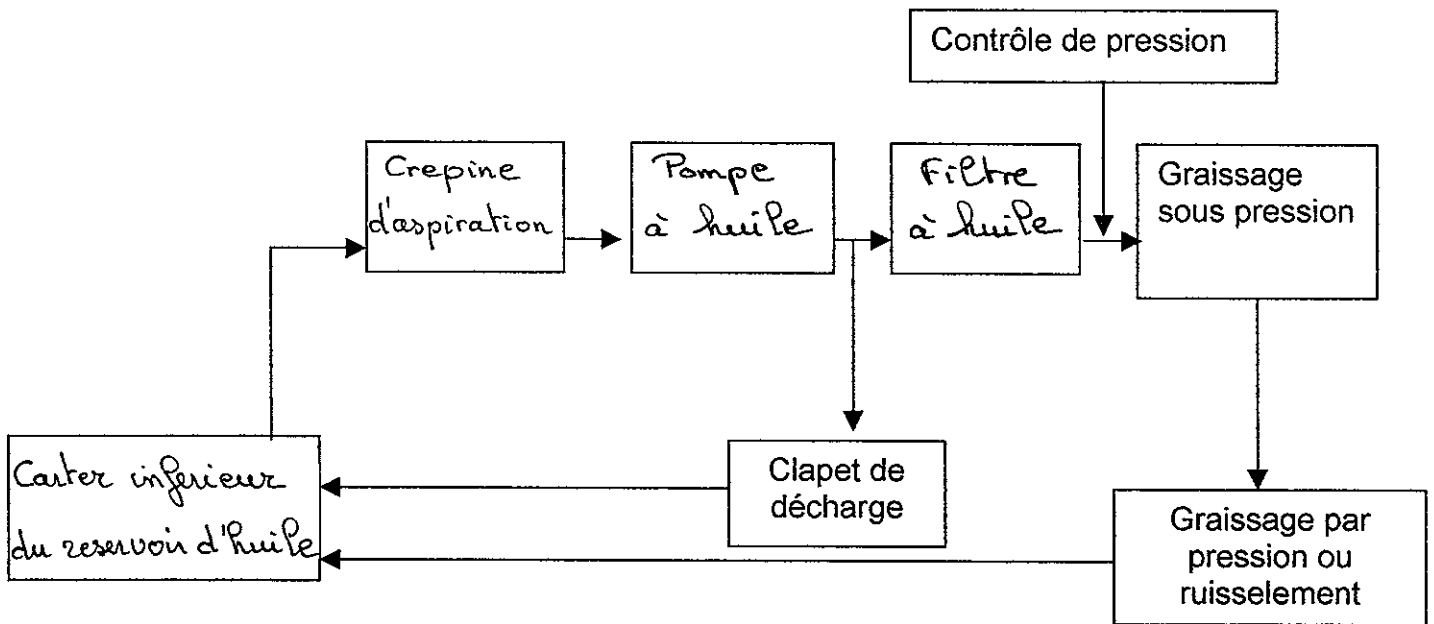 Contrôle de pression
Crepine
d'aspiration
Pompe
à huile
Filtre
à huile
Graissage
sous pression
Carter inferieur
du reservoir d'huile
Clapet de
décharge
Graissage par
pression ou
ruisselement